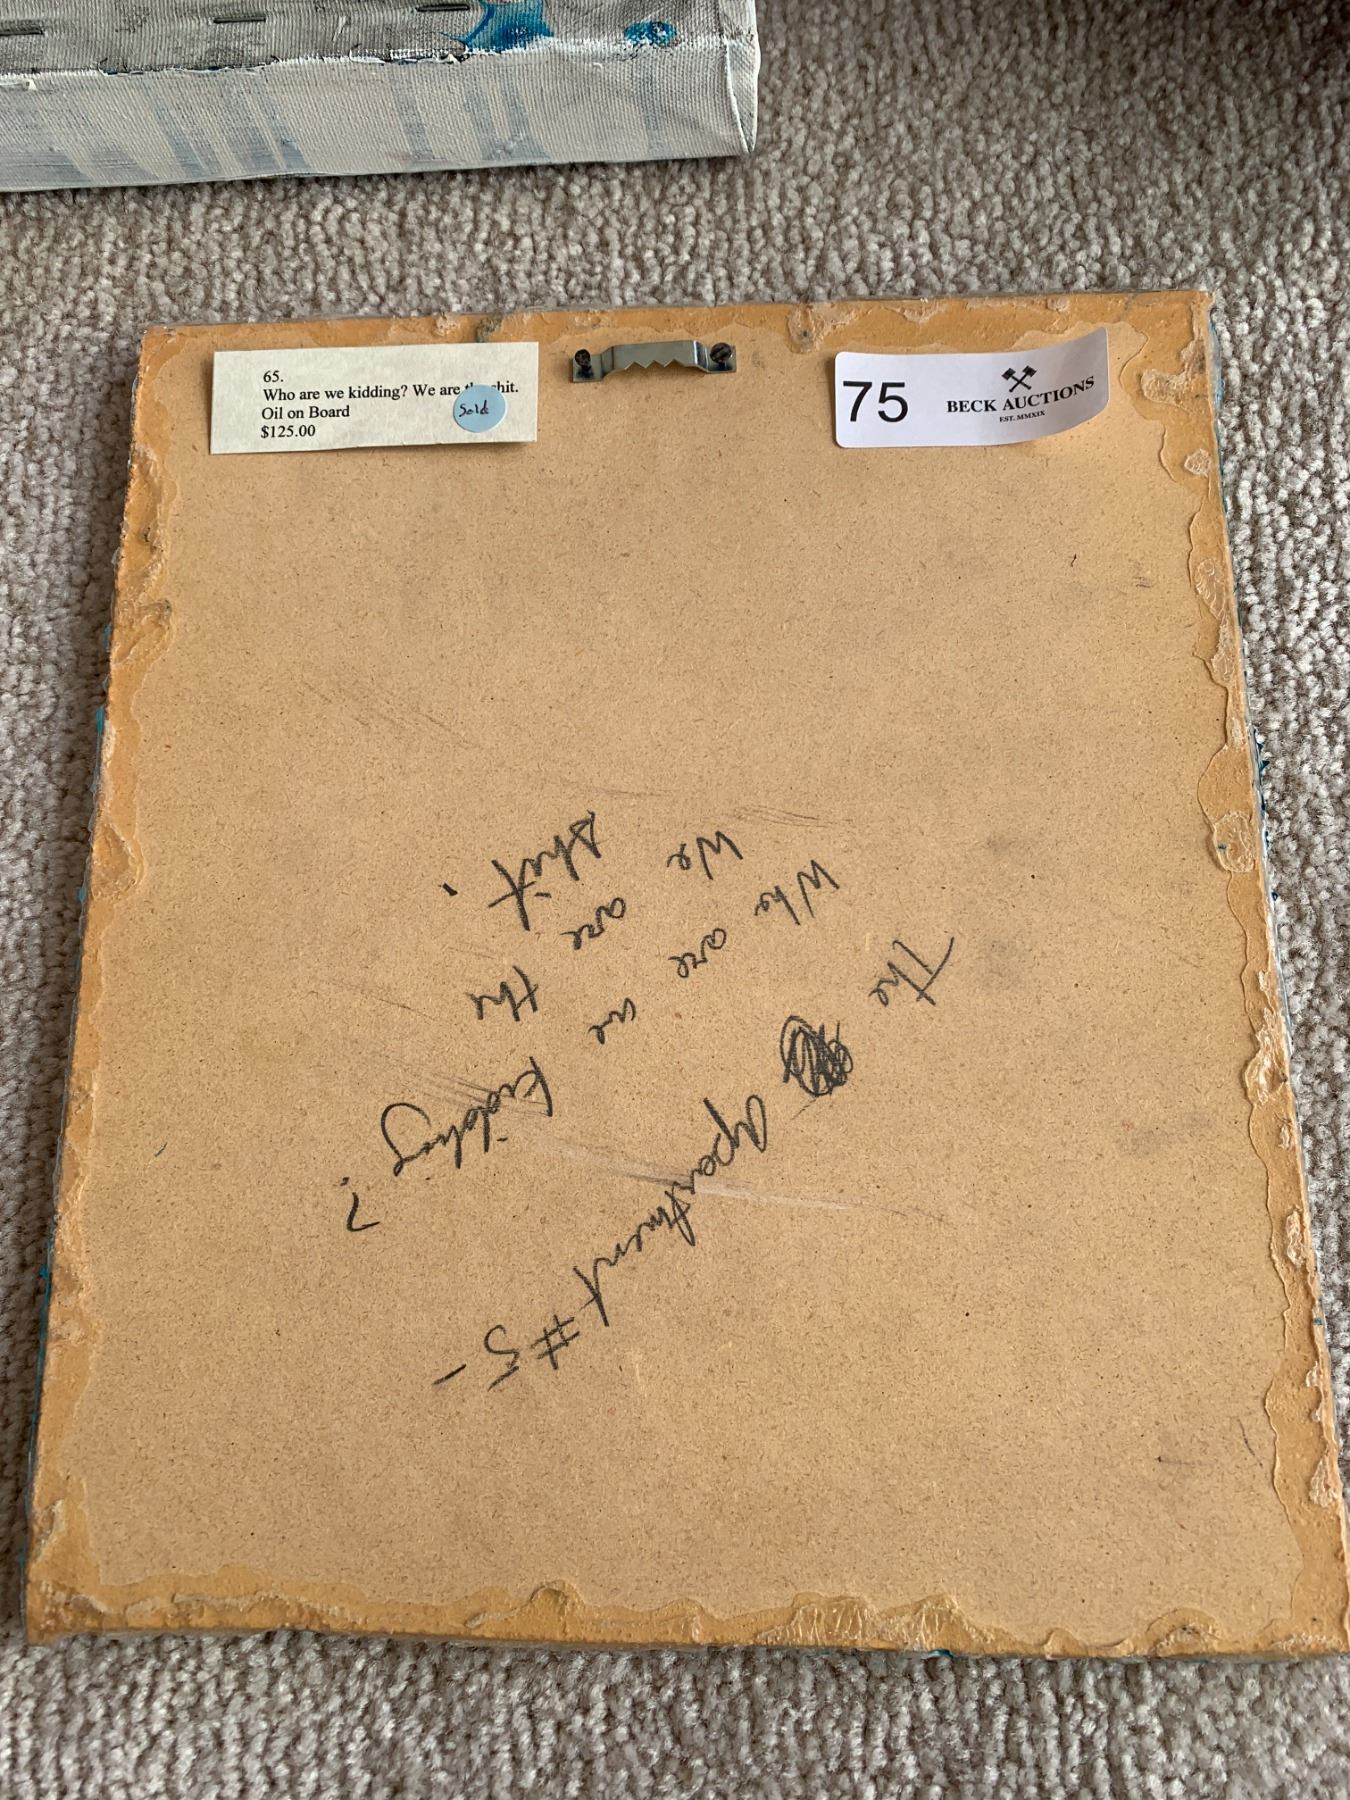 65.
Who are we kidding? We are the shit.
Oil on Board
$125.00
Sold
75
BECK AUCTIONS
EST. MMXIX
The Apartment #5 -
Who are we kidding?
We are the
shit.